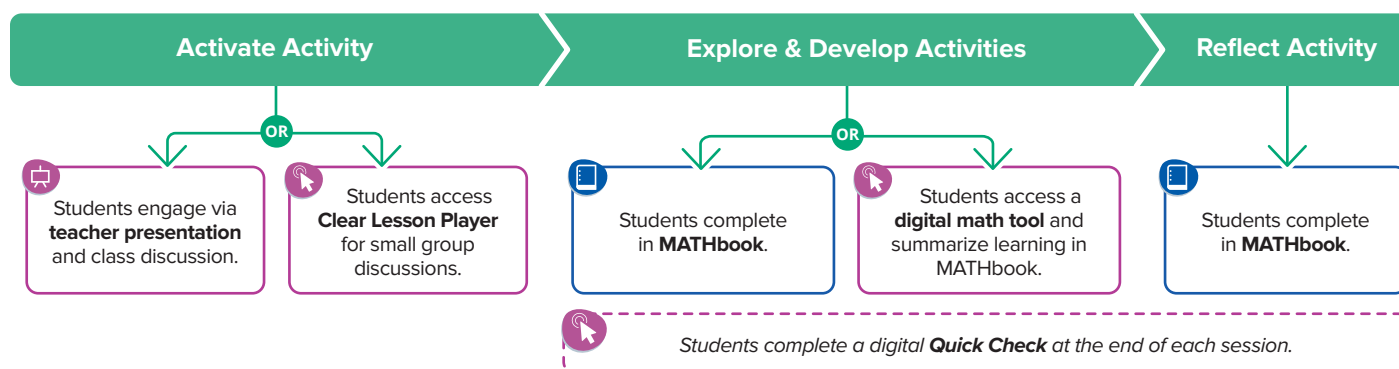 Activate Activity
Explore & Develop Activities
Reflect Activity
OR
OR
Students engage via
teacher presentation
and class discussion.
Students access
Clear Lesson Player
for small group
discussions.
Students complete
in MATHbook.
Students access a
digital math tool and
summarize learning in
MATHbook.
Students complete
in MATHbook.
Students complete a digital Quick Check at the end of each session.